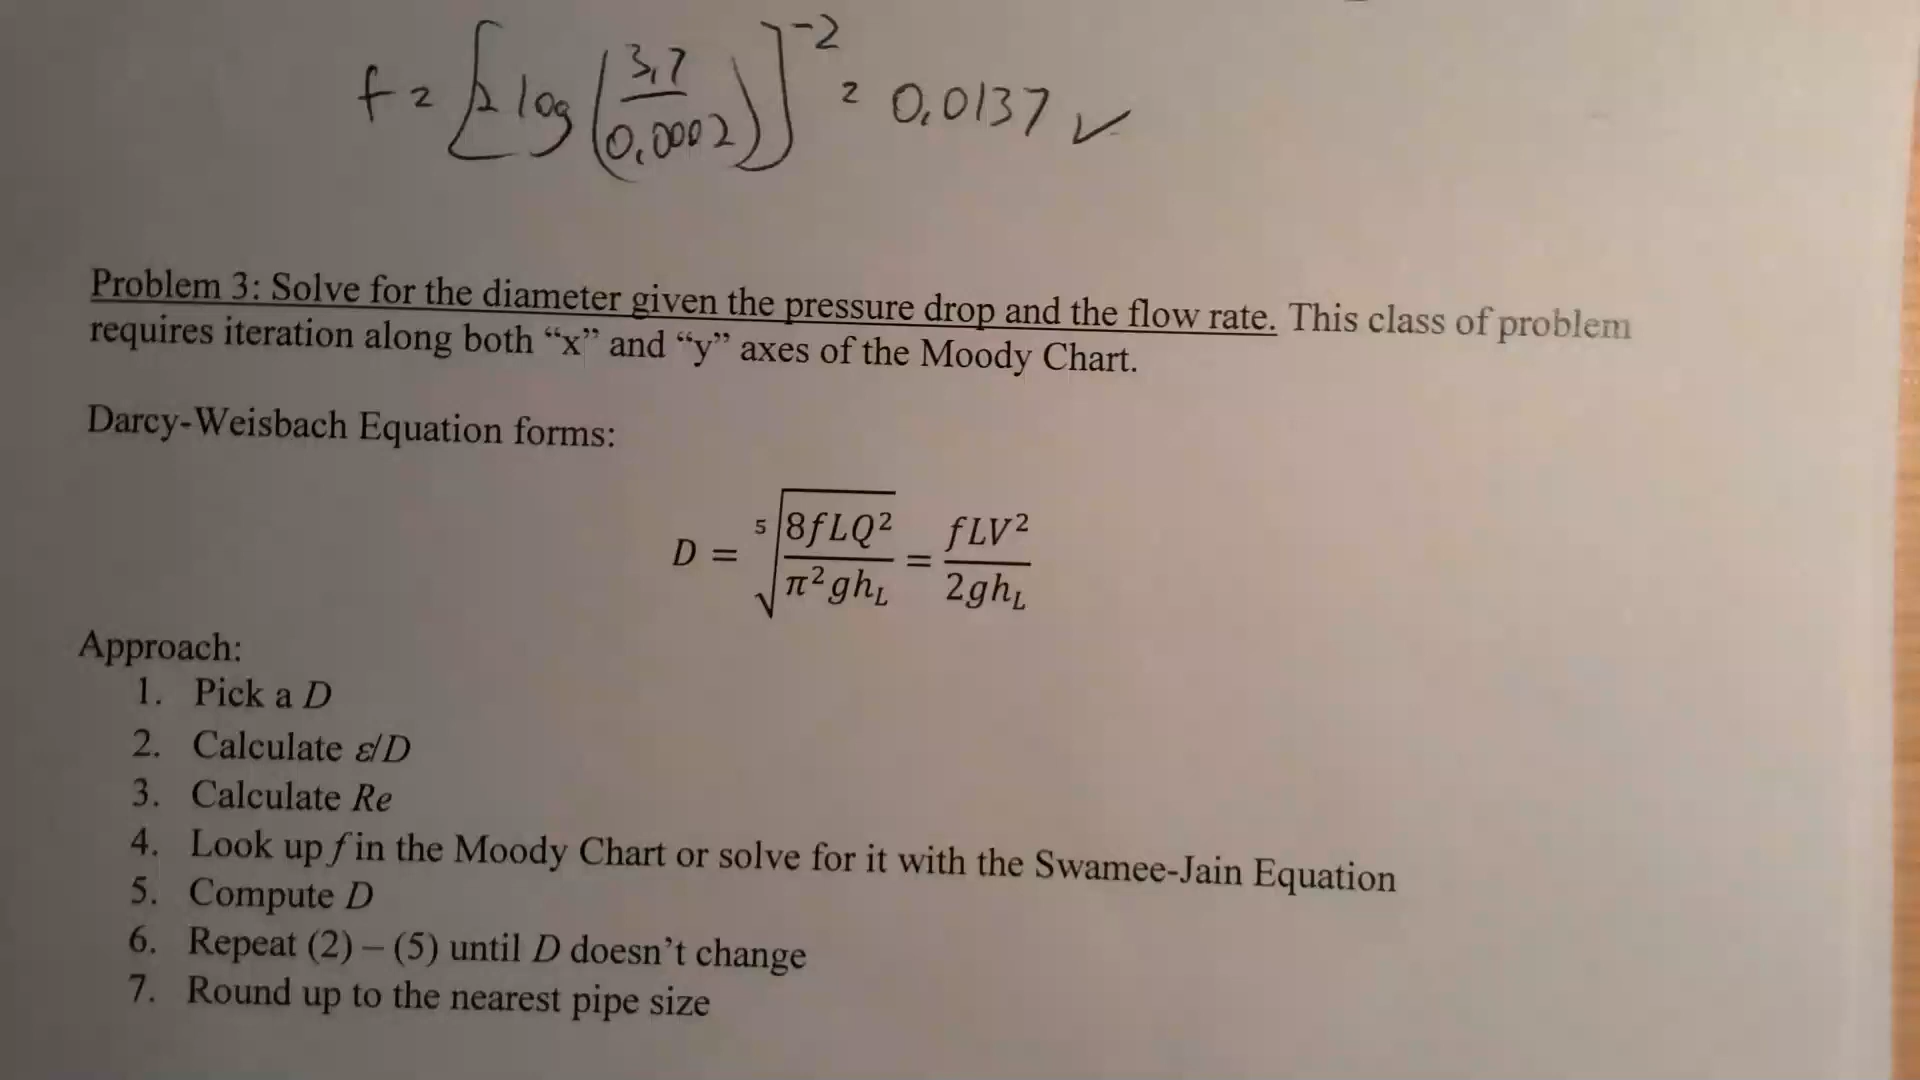 f = [2 log (3,7 / 0,0002)]^-2 = 0,0137 ✓
Problem 3: Solve for the diameter given the pressure drop and the flow rate. This class of problem
requires iteration along both “x” and “y” axes of the Moody Chart.
Darcy-Weisbach Equation forms:
D = ⁵√(8fLQ² / π²gh_L) = fLV² / 2gh_L
Approach:
1. Pick a D
2. Calculate ε/D
3. Calculate Re
4. Look up f in the Moody Chart or solve for it with the Swamee-Jain Equation
5. Compute D
6. Repeat (2) – (5) until D doesn’t change
7. Round up to the nearest pipe size